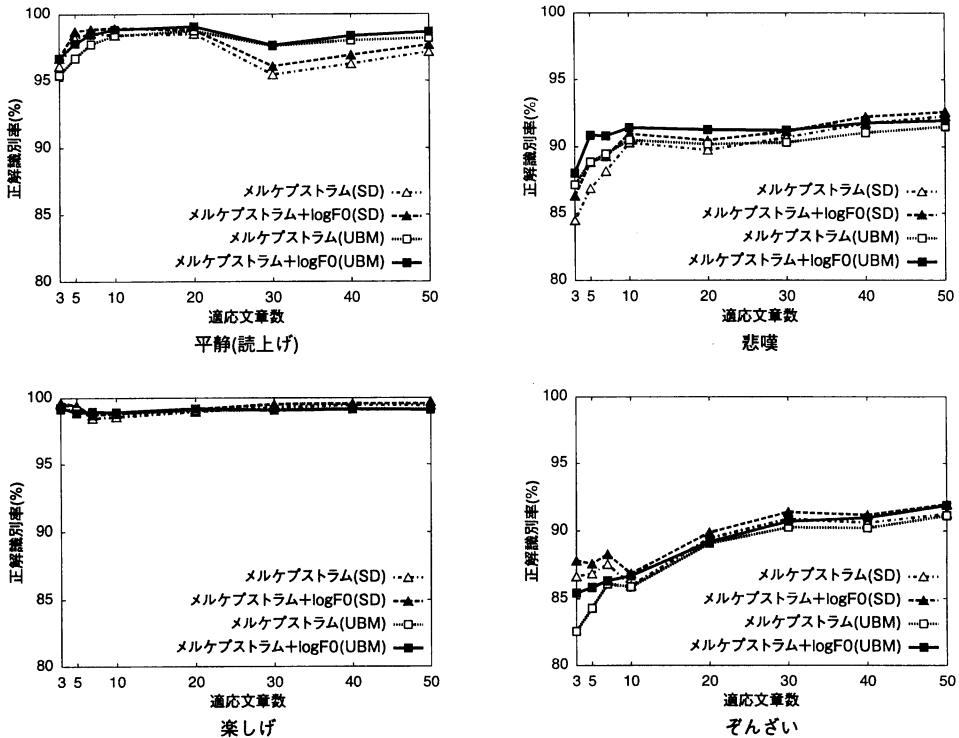 100
95
90
85
80
正解識別率(%)
メルケプストラム(SD)
メルケプストラム+logF0(SD)
メルケプストラム(UBM)
メルケプストラム+logF0(UBM)
3 5 10 20 30 40 50
適応文章数
平静(読上げ)
100
95
90
85
80
正解識別率(%)
メルケプストラム(SD)
メルケプストラム+logF0(SD)
メルケプストラム(UBM)
メルケプストラム+logF0(UBM)
3 5 10 20 30 40 50
適応文章数
悲嘆
100
95
90
85
80
正解識別率(%)
メルケプストラム(SD)
メルケプストラム+logF0(SD)
メルケプストラム(UBM)
メルケプストラム+logF0(UBM)
3 5 10 20 30 40 50
適応文章数
楽しげ
100
95
90
85
80
正解識別率(%)
メルケプストラム(SD)
メルケプストラム+logF0(SD)
メルケプストラム(UBM)
メルケプストラム+logF0(UBM)
3 5 10 20 30 40 50
適応文章数
ぞんざい